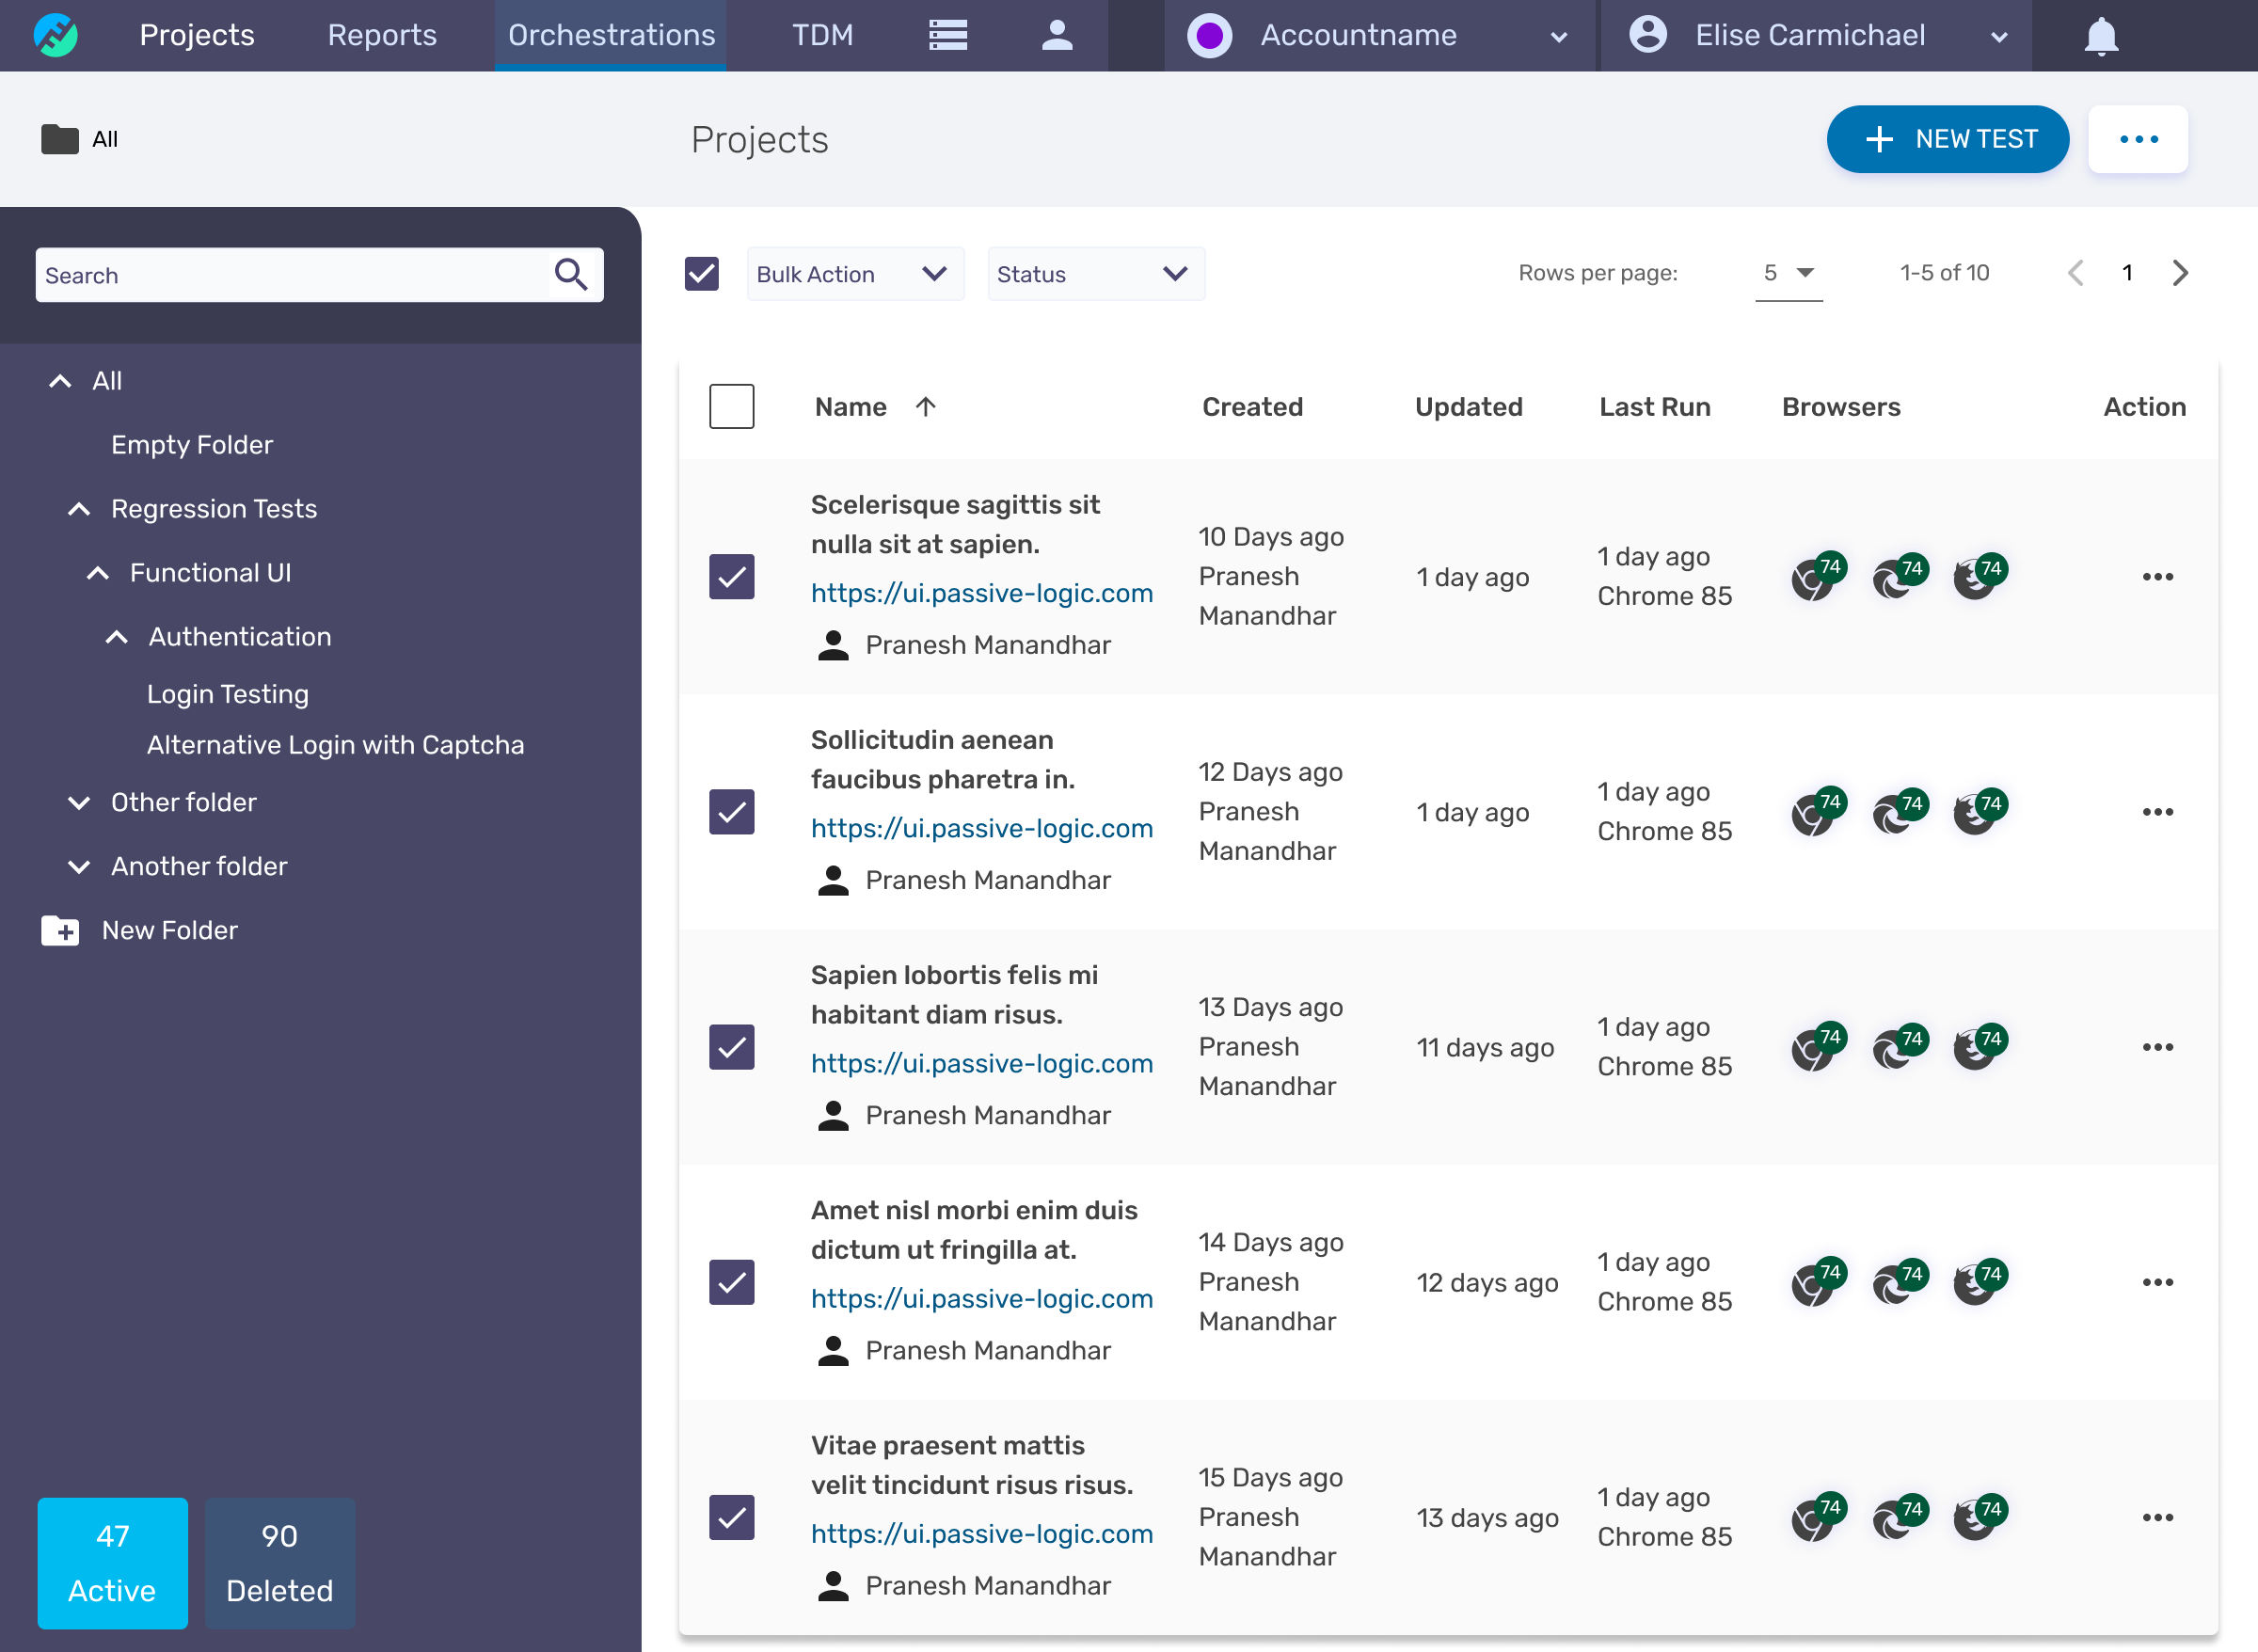 Projects
Reports
Orchestrations
TDM
Accountname
Elise Carmichael
All
Projects
NEW TEST
Search
Bulk Action
Status
Rows per page:
5
1-5 of 10
1
All
Empty Folder
Regression Tests
Functional UI
Authentication
Login Testing
Alternative Login with Captcha
Other folder
Another folder
New Folder
47
Active
90
Deleted
Name
Created
Updated
Last Run
Browsers
Action
Scelerisque sagittis sit
nulla sit at sapien.
https://ui.passive-logic.com
Pranesh Manandhar
10 Days ago
Pranesh
Manandhar
1 day ago
1 day ago
Chrome 85
74
74
74
Sollicitudin aenean
faucibus pharetra in.
https://ui.passive-logic.com
Pranesh Manandhar
12 Days ago
Pranesh
Manandhar
1 day ago
1 day ago
Chrome 85
74
74
74
Sapien lobortis felis mi
habitant diam risus.
https://ui.passive-logic.com
Pranesh Manandhar
13 Days ago
Pranesh
Manandhar
11 days ago
1 day ago
Chrome 85
74
74
74
Amet nisl morbi enim duis
dictum ut fringilla at.
https://ui.passive-logic.com
Pranesh Manandhar
14 Days ago
Pranesh
Manandhar
12 days ago
1 day ago
Chrome 85
74
74
74
Vitae praesent mattis
velit tincidunt risus risus.
https://ui.passive-logic.com
Pranesh Manandhar
15 Days ago
Pranesh
Manandhar
13 days ago
1 day ago
Chrome 85
74
74
74